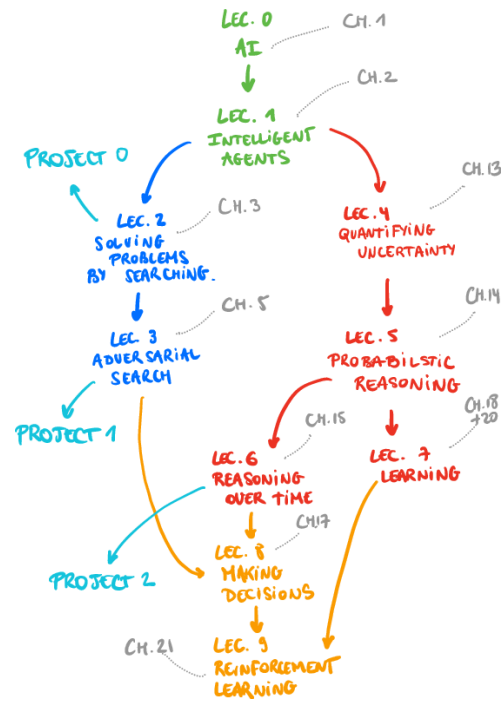 LEC. 0
AI
CH.1
CH.2
LEC. 1
INTELLIGENT
AGENTS
PROJECT 0
LEC. 2
SOLVING
PROBLEMS
BY SEARCHING.
CH.3
CH.13
LEC. 4
QUANTIFYING
UNCERTAINTY
LEC. 3
ADVERSARIAL
SEARCH
CH.5
CH.14
LEC. 5
PROBABILSTIC
REASONING
PROJECT 1
CH.15
CH.18
+20
LEC. 6
REASONING
OVER TIME
LEC. 7
LEARNING
PROJECT 2
CH.17
LEC. 8
MAKING
DECISIONS
CH.21
LEC. 9
REINFORCEMENT
LEARNING